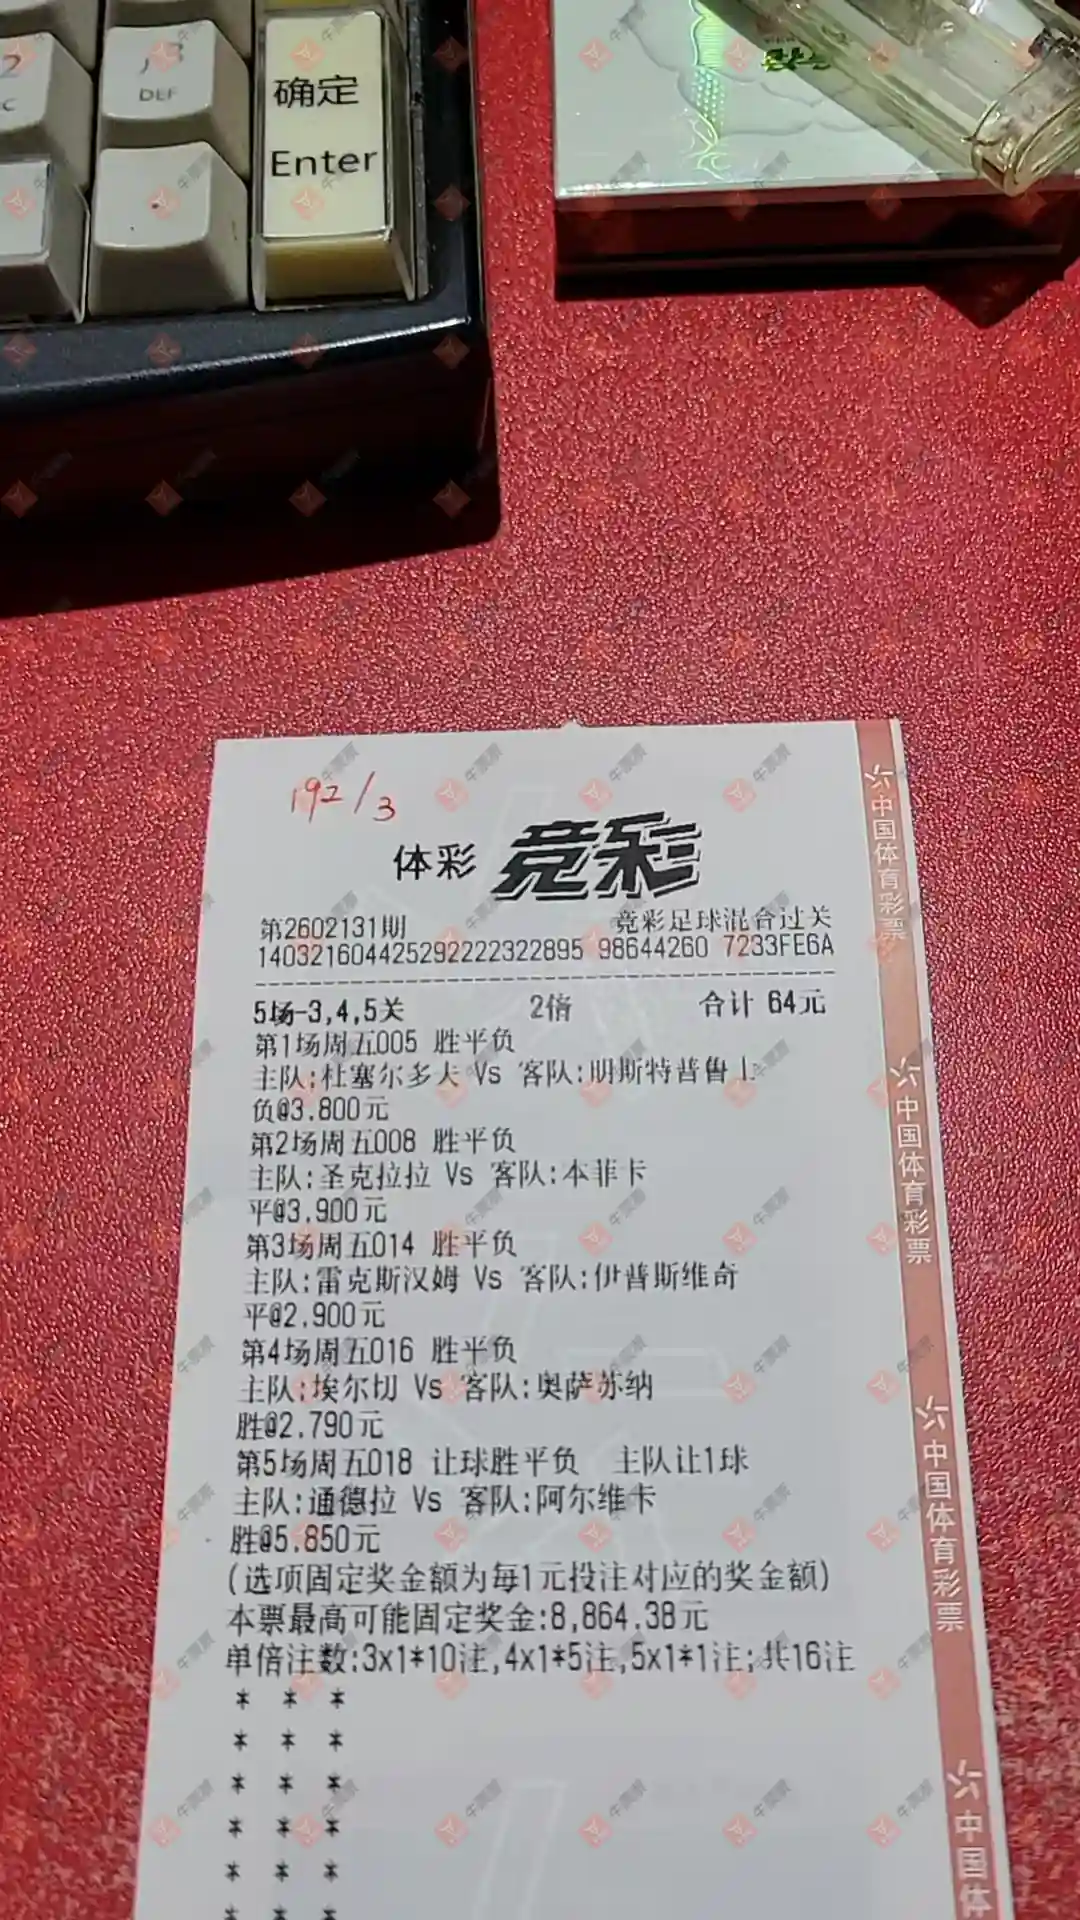 确定
DEF
Enter
192/3
体彩 竞彩
第2602131期 竞彩足球混合过关
140321604425292222322895 98644260 7233FE6A
5场-3,4,5关 2倍 合计 64元
第1场周五005 胜平负
主队:杜塞尔多夫 Vs 客队:明斯特普鲁士
负@3.800元
第2场周五008 胜平负
主队:圣克拉拉 Vs 客队:本菲卡
平@3.900元
第3场周五014 胜平负
主队:雷克斯汉姆 Vs 客队:伊普斯维奇
平@2.900元
第4场周五016 胜平负
主队:埃尔切 Vs 客队:奥萨苏纳
胜@2.790元
第5场周五018 让球胜平负 主队让1球
主队:通德拉 Vs 客队:阿尔维卡
胜@5.850元
(选项固定奖金额为每1元投注对应的奖金额)
本票最高可能固定奖金:8,864.38元
单倍注数:3x1*10注,4x1*5注,5x1*1注;共16注
* * *
* * *
* * *
* * *
* * *
* * *
中国体育彩票
中国体育彩票
中国体育彩票
中国体